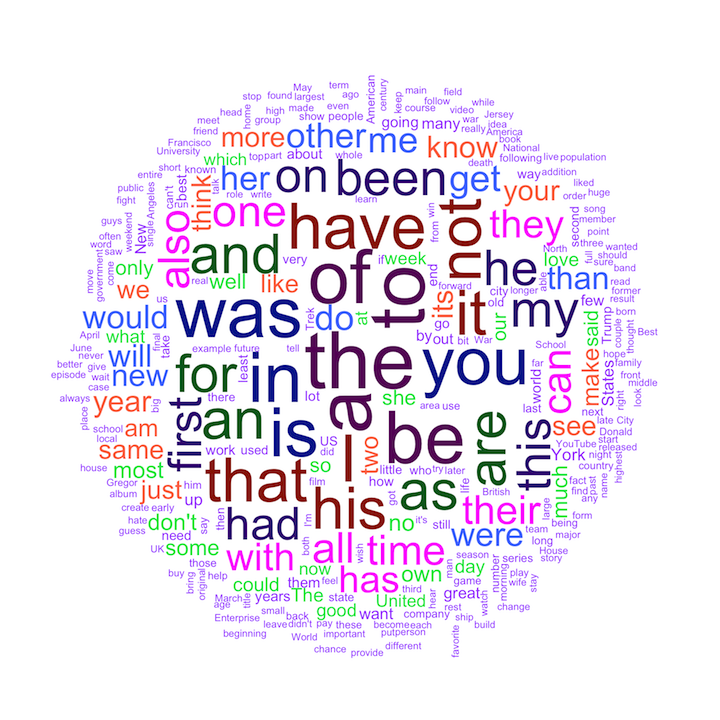 May term
stop found largest ago American century keep main field
head home high made even follow while
meet group show people course video war Jersey
friend going many really idea America
Francisco more other me know book National
University which toppart about whole death following live population
entire short known her on been get your way addition
public can't best talk role write learn liked huge
fight Angeles think one have not they second order song
guys single also member
often weekend New and of to he love point
word saw real very if week from win end forward North three wanted
government only well like its city longer able than full should sure band
move come we us was Trek do at it old my few read former
would go our said Trump result
April what take final example future tell by out bit War School born Best
June never will for in the you can hope thought couple
better give new least far make States family
episode wait case there a world front middle
always year an lot she area use last next right look
place big first is be are this see late City
school am work used US I two York YouTube start released
local same did little who try later night country highest
house most that so film how life British fact past
Gregor just him his as much find any name
album up got their large
create early don't had I'm no it's still were team being form
hate say then both all time long major
guess need with wish season House
UK some those now has own day man series story
buy bring help could them feel third game number play
original The state hear great morning wife stay
March title years United watch
age small good want company rest ship change
Enterprise back
leave didn't pay these become each build
beginning World important put person favorite
chance provide different